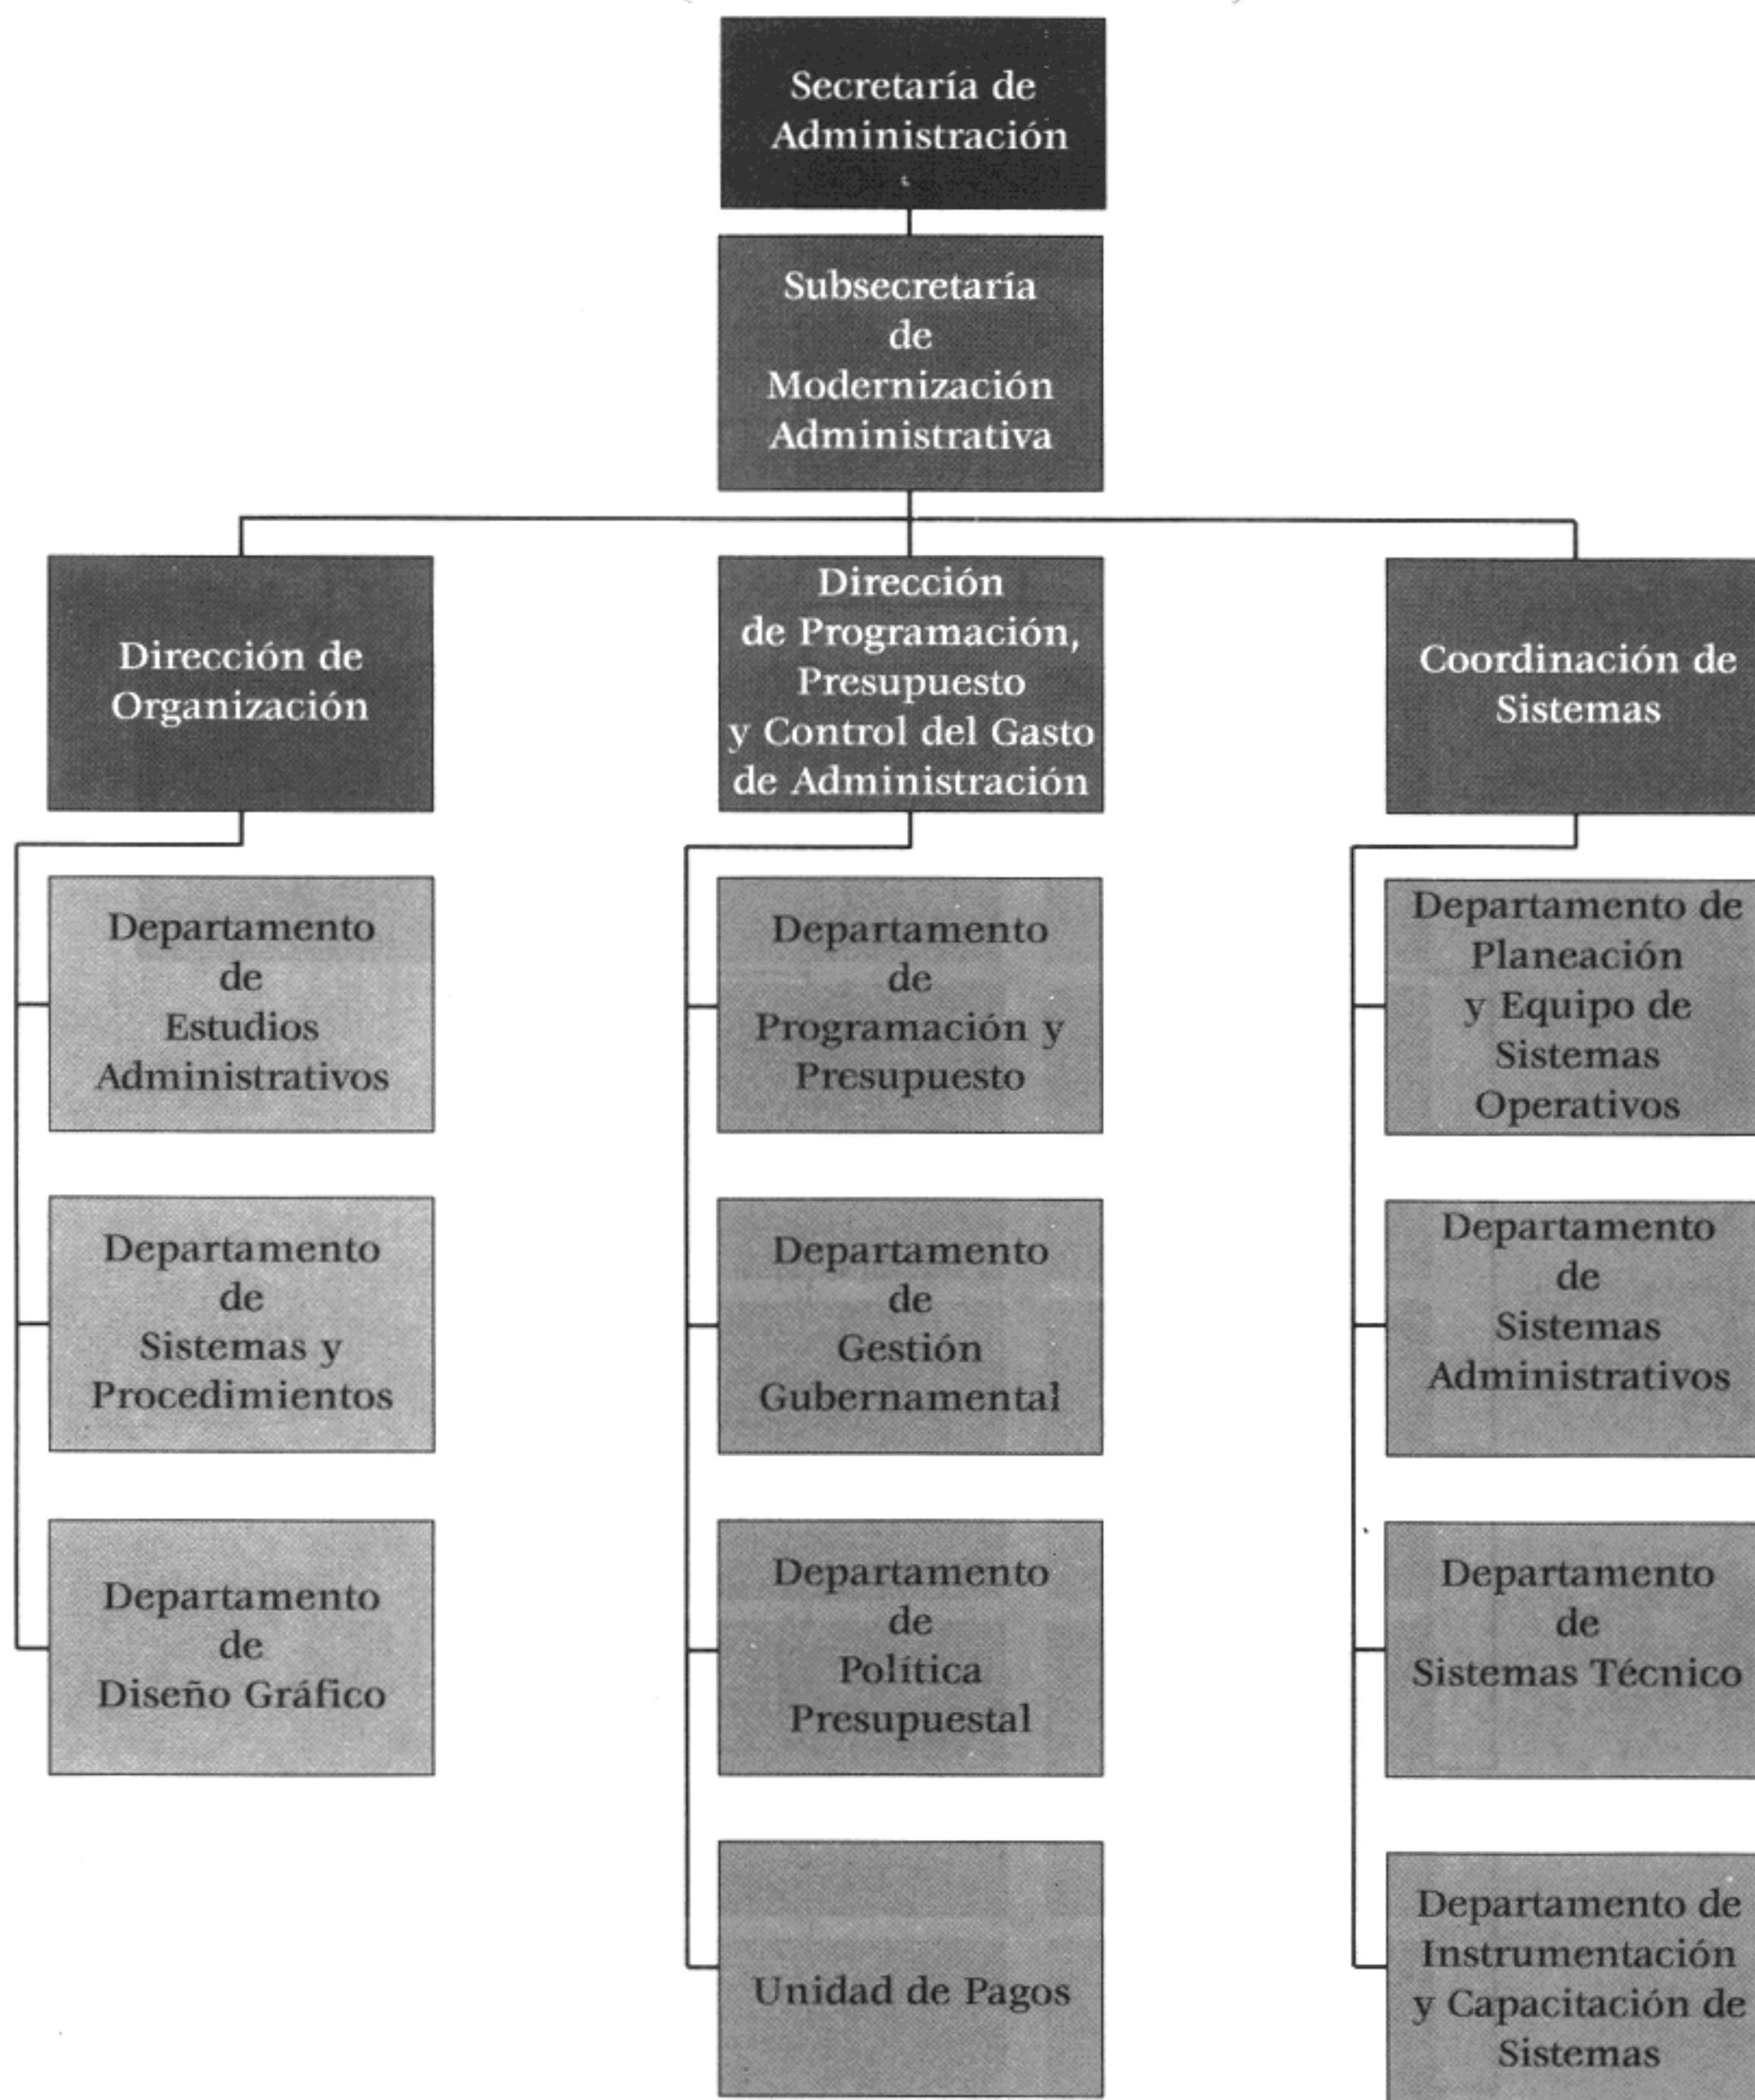 Secretaría de
Administración
Subsecretaría
de
Modernización
Administrativa
Dirección de
Organización
Dirección
de Programación,
Presupuesto
y Control del Gasto
de Administración
Coordinación de
Sistemas
Departamento
de
Estudios
Administrativos
Departamento
de
Sistemas y
Procedimientos
Departamento
de
Diseño Gráfico
Departamento
de
Programación y
Presupuesto
Departamento
de
Gestión
Gubernamental
Departamento
de
Política
Presupuestal
Unidad de Pagos
Departamento de
Planeación
y Equipo de
Sistemas
Operativos
Departamento
de
Sistemas
Administrativos
Departamento
de
Sistemas Técnico
Departamento de
Instrumentación
y Capacitación de
Sistemas